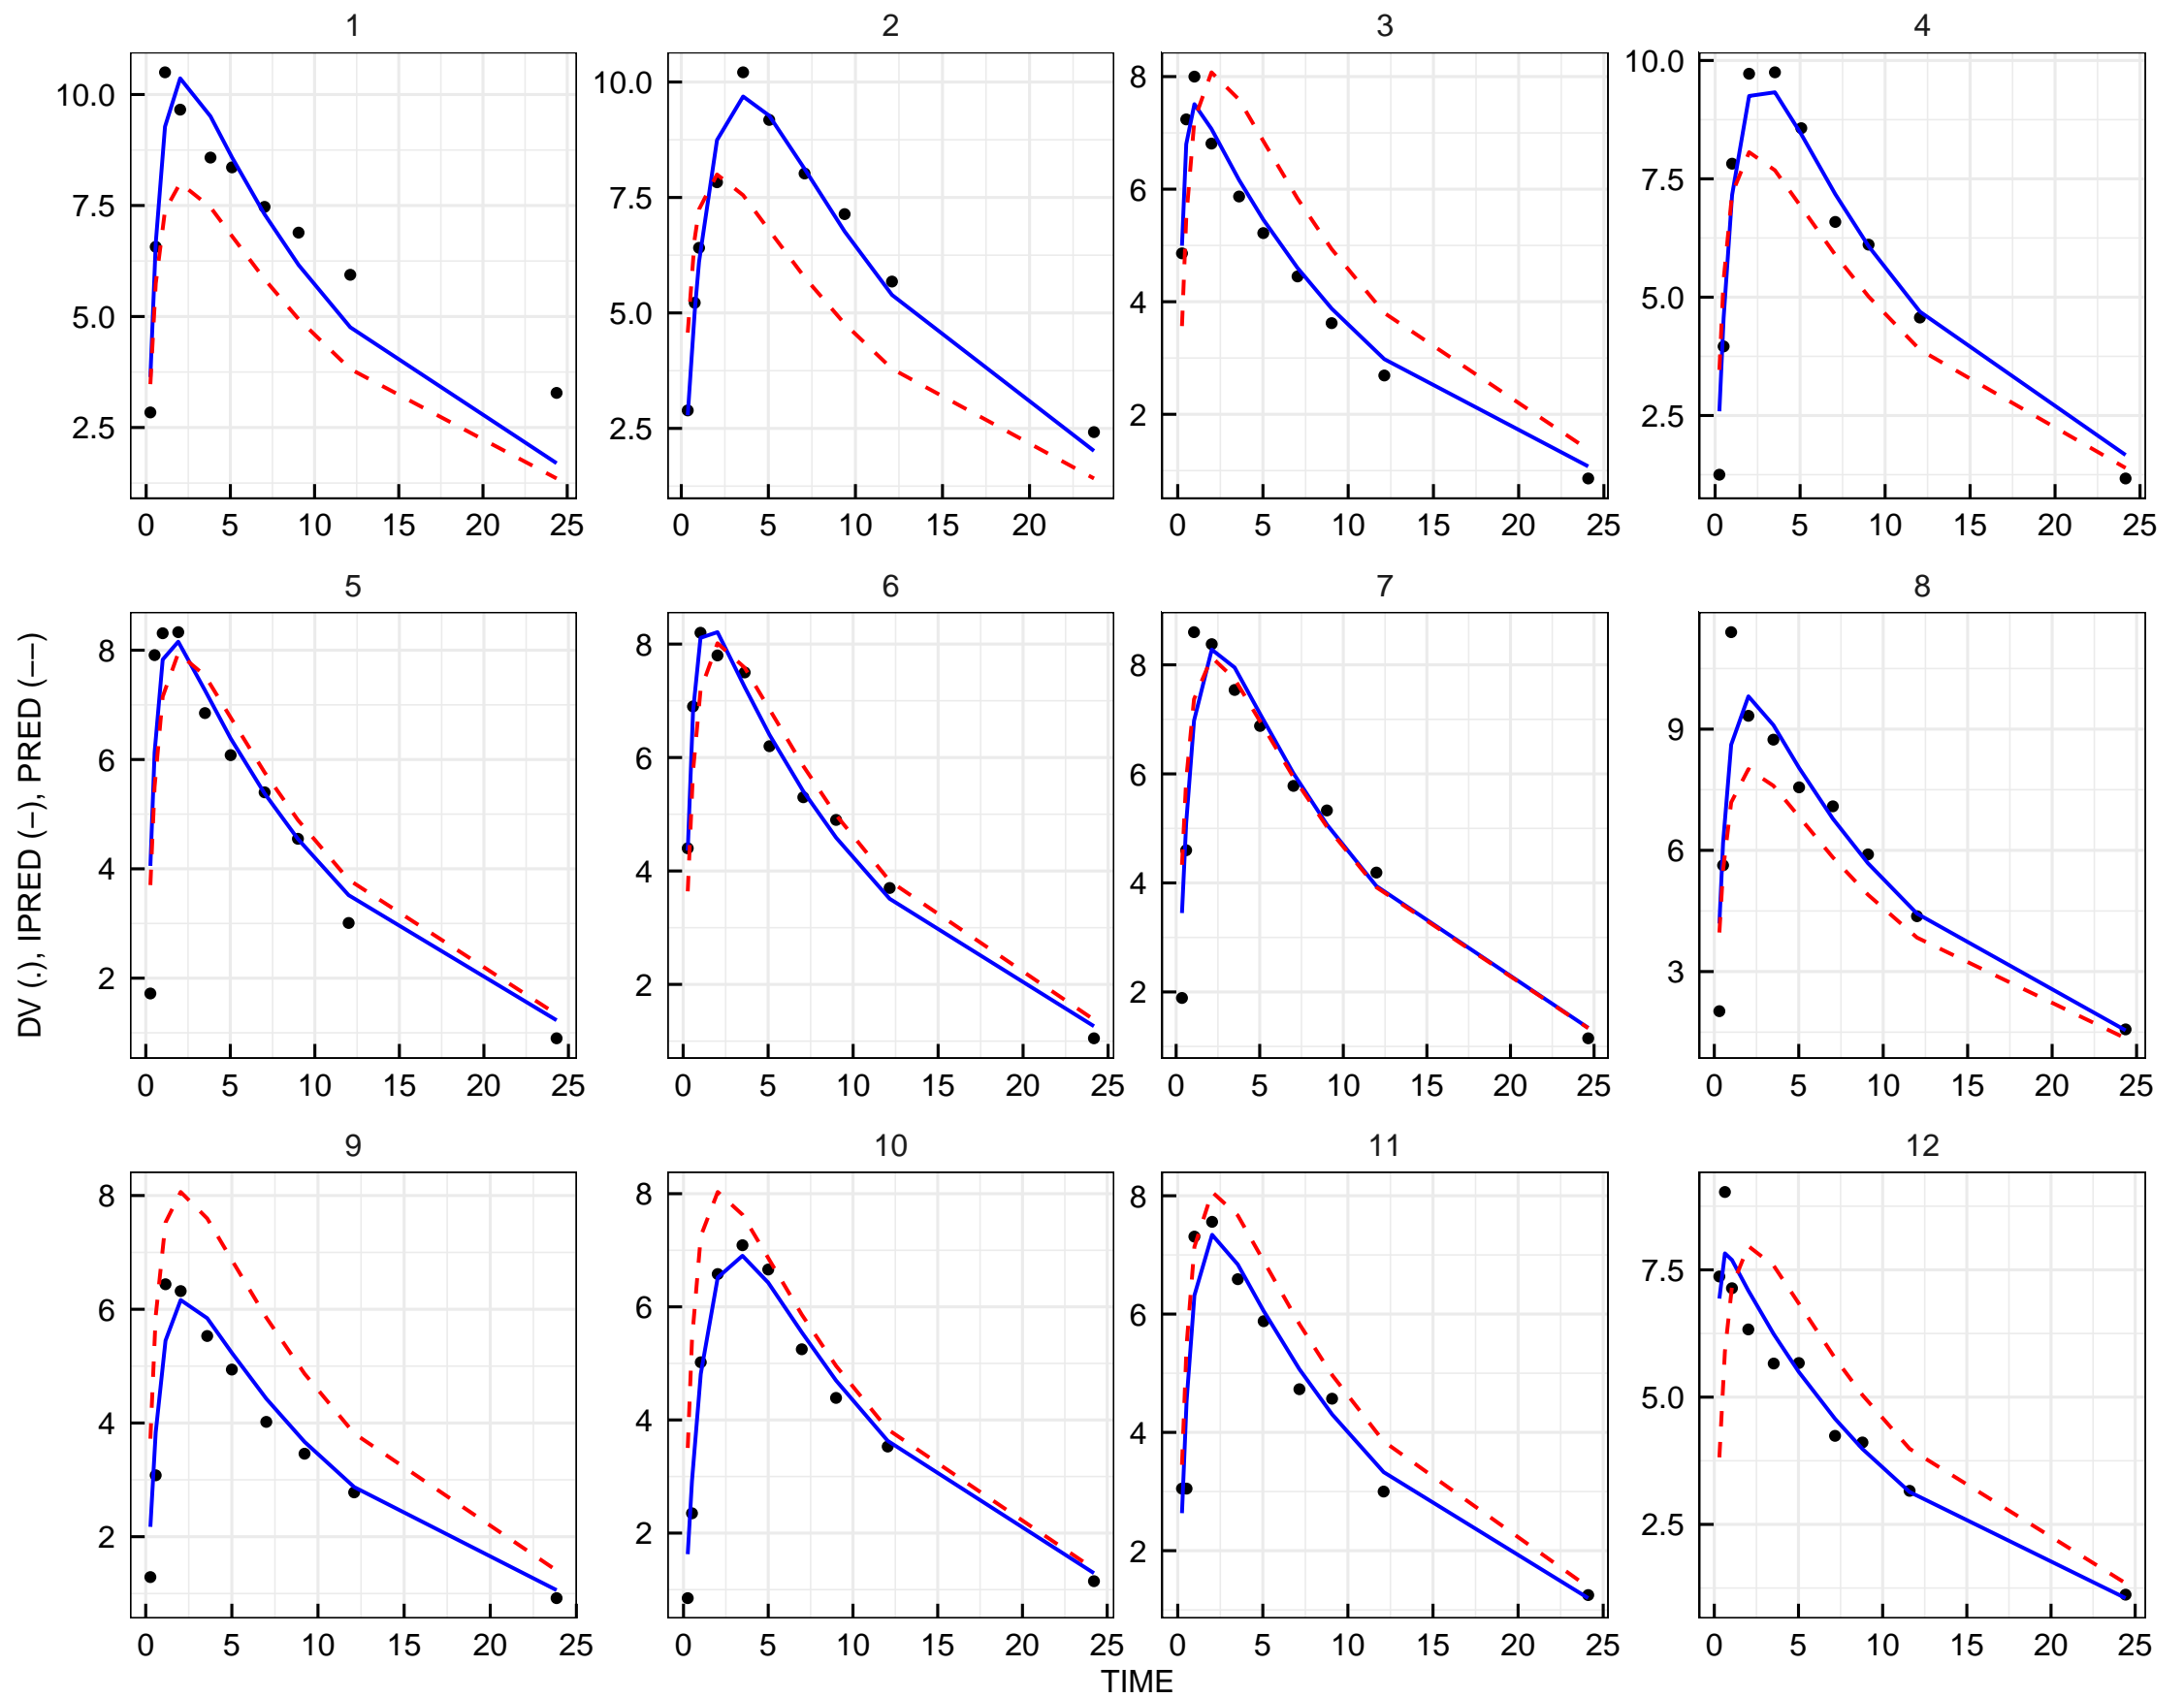 1 2 3 4
10.0 10.0 8 10.0
7.5 7.5 6 7.5
5.0 5.0 4 5.0
2.5 2.5 2 2.5
0 5 10 15 20 25 0 5 10 15 20 0 5 10 15 20 25 0 5 10 15 20 25
5 6 7 8
8 8 8 9
6 6 6 6
4 4 4 3
2 2 2
0 5 10 15 20 25 0 5 10 15 20 25 0 5 10 15 20 25 0 5 10 15 20 25
9 10 11 12
8 8 8 7.5
6 6 6 5.0
4 4 4 2.5
2 2 2
0 5 10 15 20 25 0 5 10 15 20 25 0 5 10 15 20 25 0 5 10 15 20 25
TIME
DV (.), IPRED (−), PRED (−−)